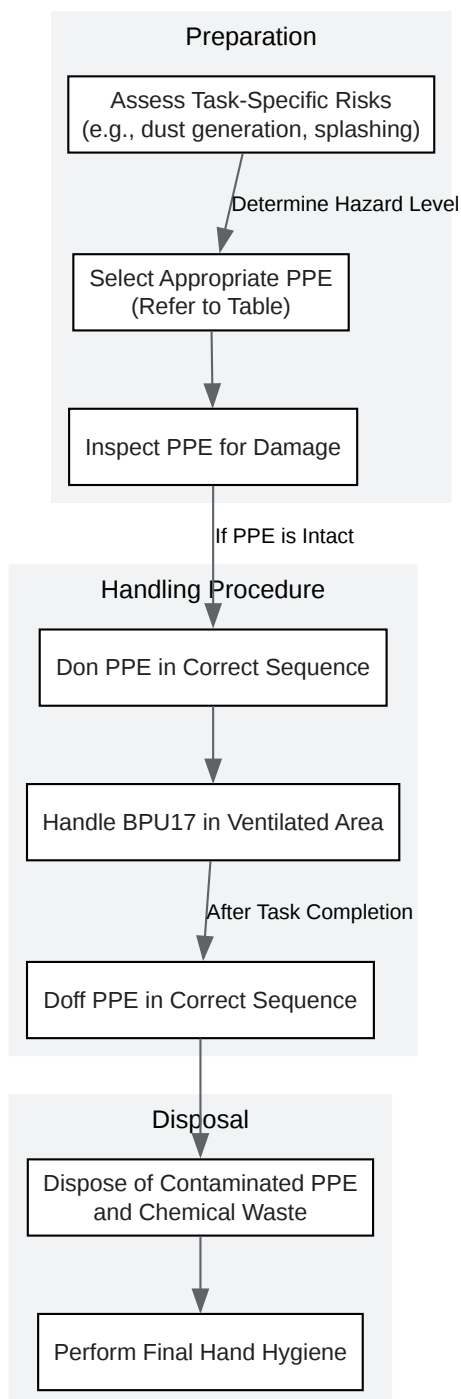 Preparation
Assess Task-Specific Risks
(e.g., dust generation, splashing)
Determine Hazard Level
Select Appropriate PPE
(Refer to Table)
Inspect PPE for Damage
If PPE is Intact
Handling Procedure
Don PPE in Correct Sequence
Handle BPU17 in Ventilated Area
After Task Completion
Doff PPE in Correct Sequence
Disposal
Dispose of Contaminated PPE
and Chemical Waste
Perform Final Hand Hygiene